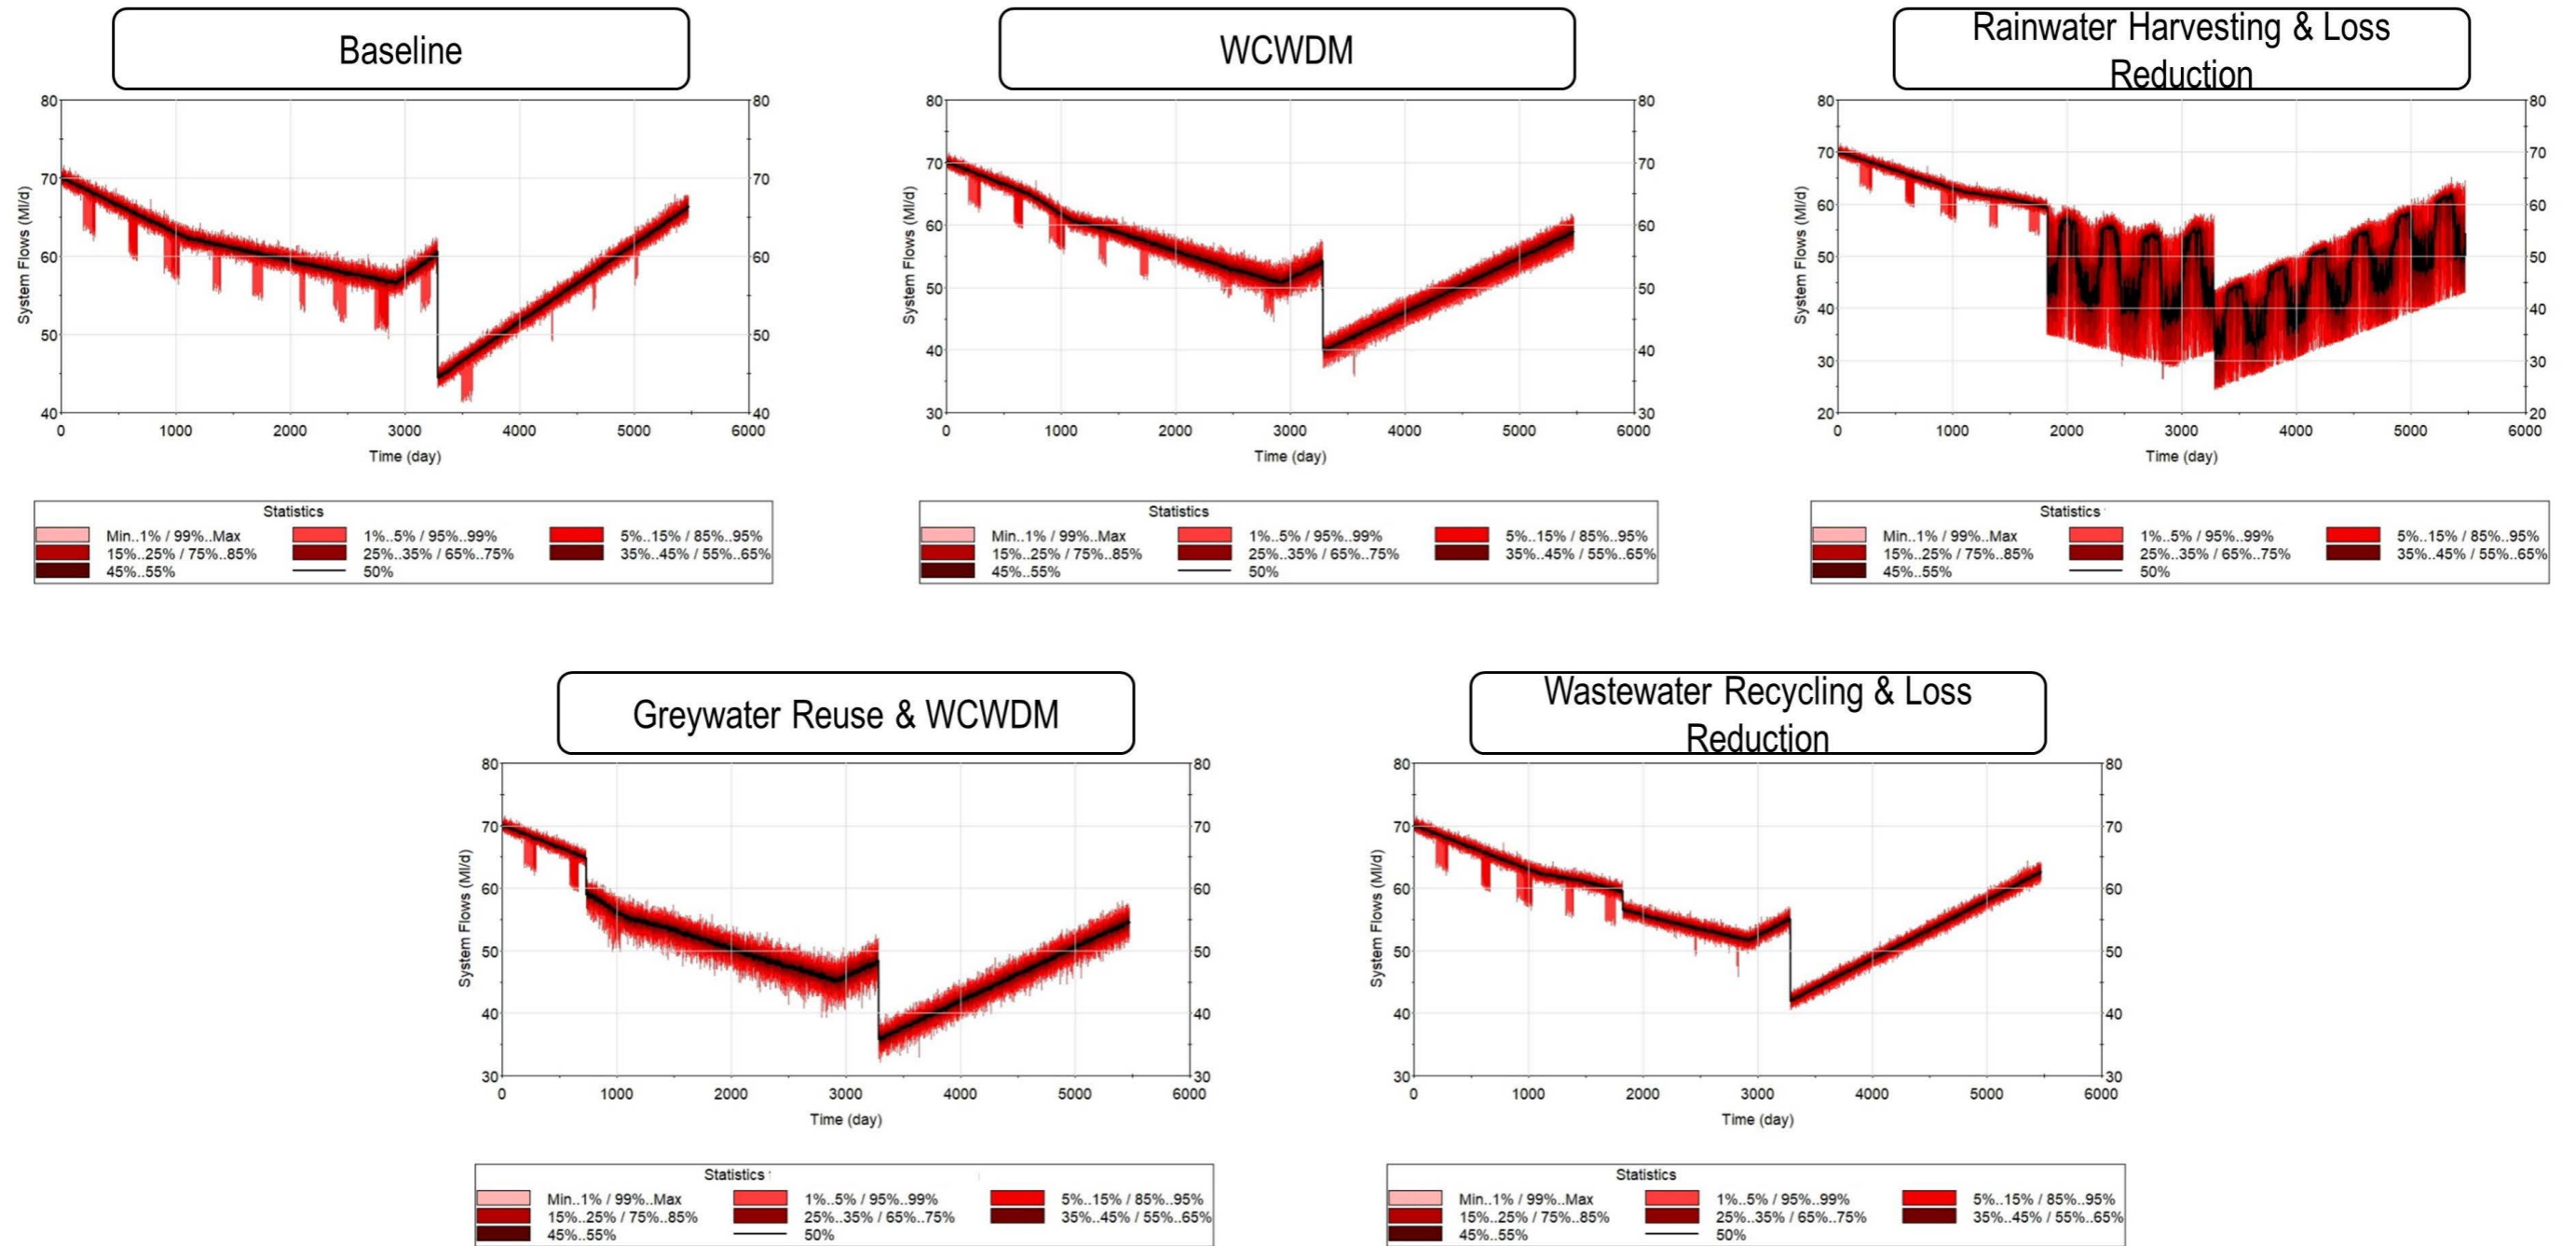 Baseline
80
70
60
50
40
80
70
60
50
40
System Flows (Ml/d)
0 1000 2000 3000 4000 5000 6000
Time (day)
Statistics
Min..1% / 99%..Max 1%..5% / 95%..99% 5%..15% / 85%..95%
15%..25% / 75%..85% 25%..35% / 65%..75% 35%..45% / 55%..65%
45%..55% 50%
WCWDM
80
70
60
50
40
30
80
70
60
50
40
30
System Flows (Ml/d)
0 1000 2000 3000 4000 5000 6000
Time (day)
Statistics
Min..1% / 99%..Max 1%..5% / 95%..99% 5%..15% / 85%..95%
15%..25% / 75%..85% 25%..35% / 65%..75% 35%..45% / 55%..65%
45%..55% 50%
Rainwater Harvesting & Loss
Reduction
80
70
60
50
40
30
20
80
70
60
50
40
30
20
System Flows (Ml/d)
0 1000 2000 3000 4000 5000 6000
Time (day)
Statistics
Min..1% / 99%..Max 1%..5% / 95%..99% 5%..15% / 85%..95%
15%..25% / 75%..85% 25%..35% / 65%..75% 35%..45% / 55%..65%
45%..55% 50%
Greywater Reuse & WCWDM
80
70
60
50
40
30
80
70
60
50
40
30
System Flows (Ml/d)
0 1000 2000 3000 4000 5000 6000
Time (day)
Statistics
Min..1% / 99%..Max 1%..5% / 95%..99% 5%..15% / 85%..95%
15%..25% / 75%..85% 25%..35% / 65%..75% 35%..45% / 55%..65%
45%..55% 50%
Wastewater Recycling & Loss
Reduction
80
70
60
50
40
30
80
70
60
50
40
30
System Flows (Ml/d)
0 1000 2000 3000 4000 5000 6000
Time (day)
Statistics
Min..1% / 99%..Max 1%..5% / 95%..99% 5%..15% / 85%..95%
15%..25% / 75%..85% 25%..35% / 65%..75% 35%..45% / 55%..65%
45%..55% 50%